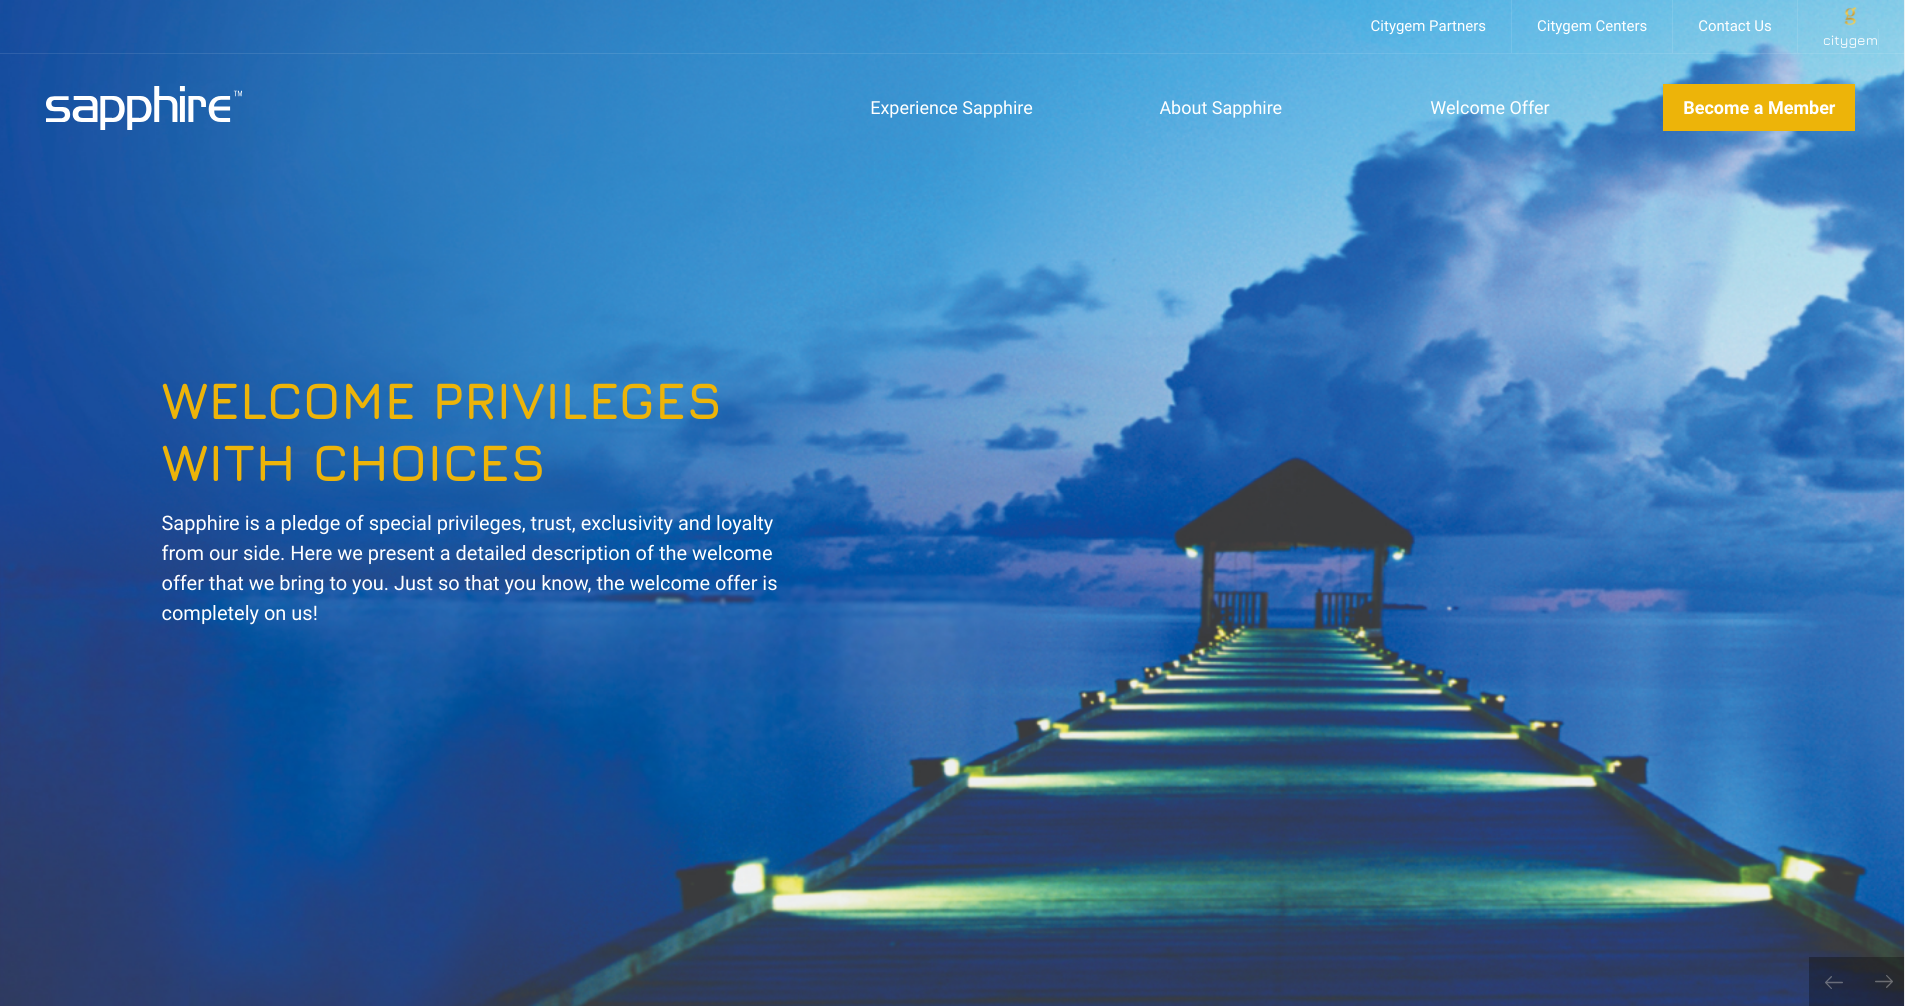 Citygem Partners
Citygem Centers
Contact Us
g
citygem
sapphire™
Experience Sapphire
About Sapphire
Welcome Offer
Become a Member
WELCOME PRIVILEGES
WITH CHOICES
Sapphire is a pledge of special privileges, trust, exclusivity and loyalty
from our side. Here we present a detailed description of the welcome
offer that we bring to you. Just so that you know, the welcome offer is
completely on us!